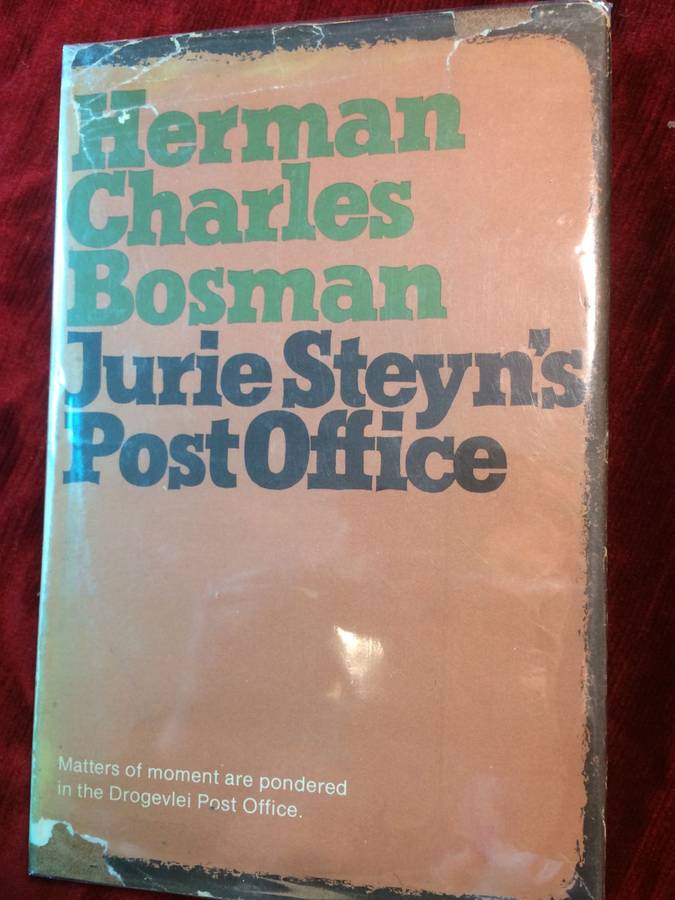 Herman
Charles
Bosman
Jurie Steyn's
Post Office
Matters of moment are pondered
in the Drogevlei Post Office.